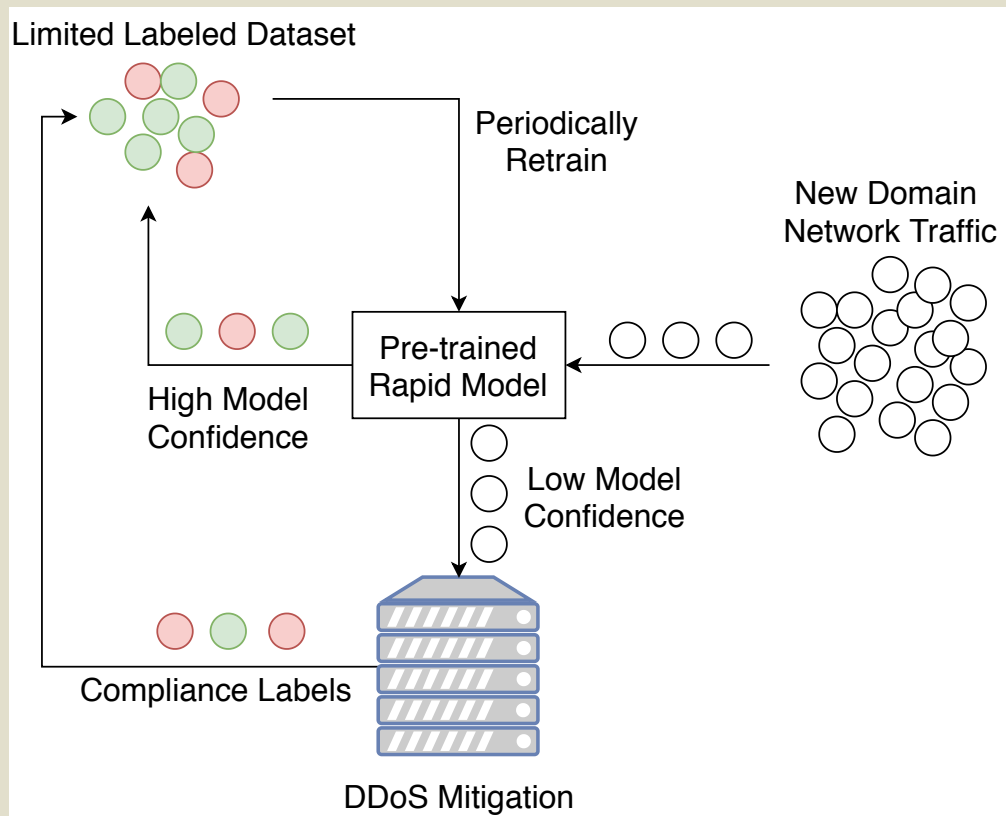 Limited Labeled Dataset
Periodically
Retrain
New Domain
Network Traffic
Pre-trained
Rapid Model
High Model
Confidence
Low Model
Confidence
Compliance Labels
DDoS Mitigation